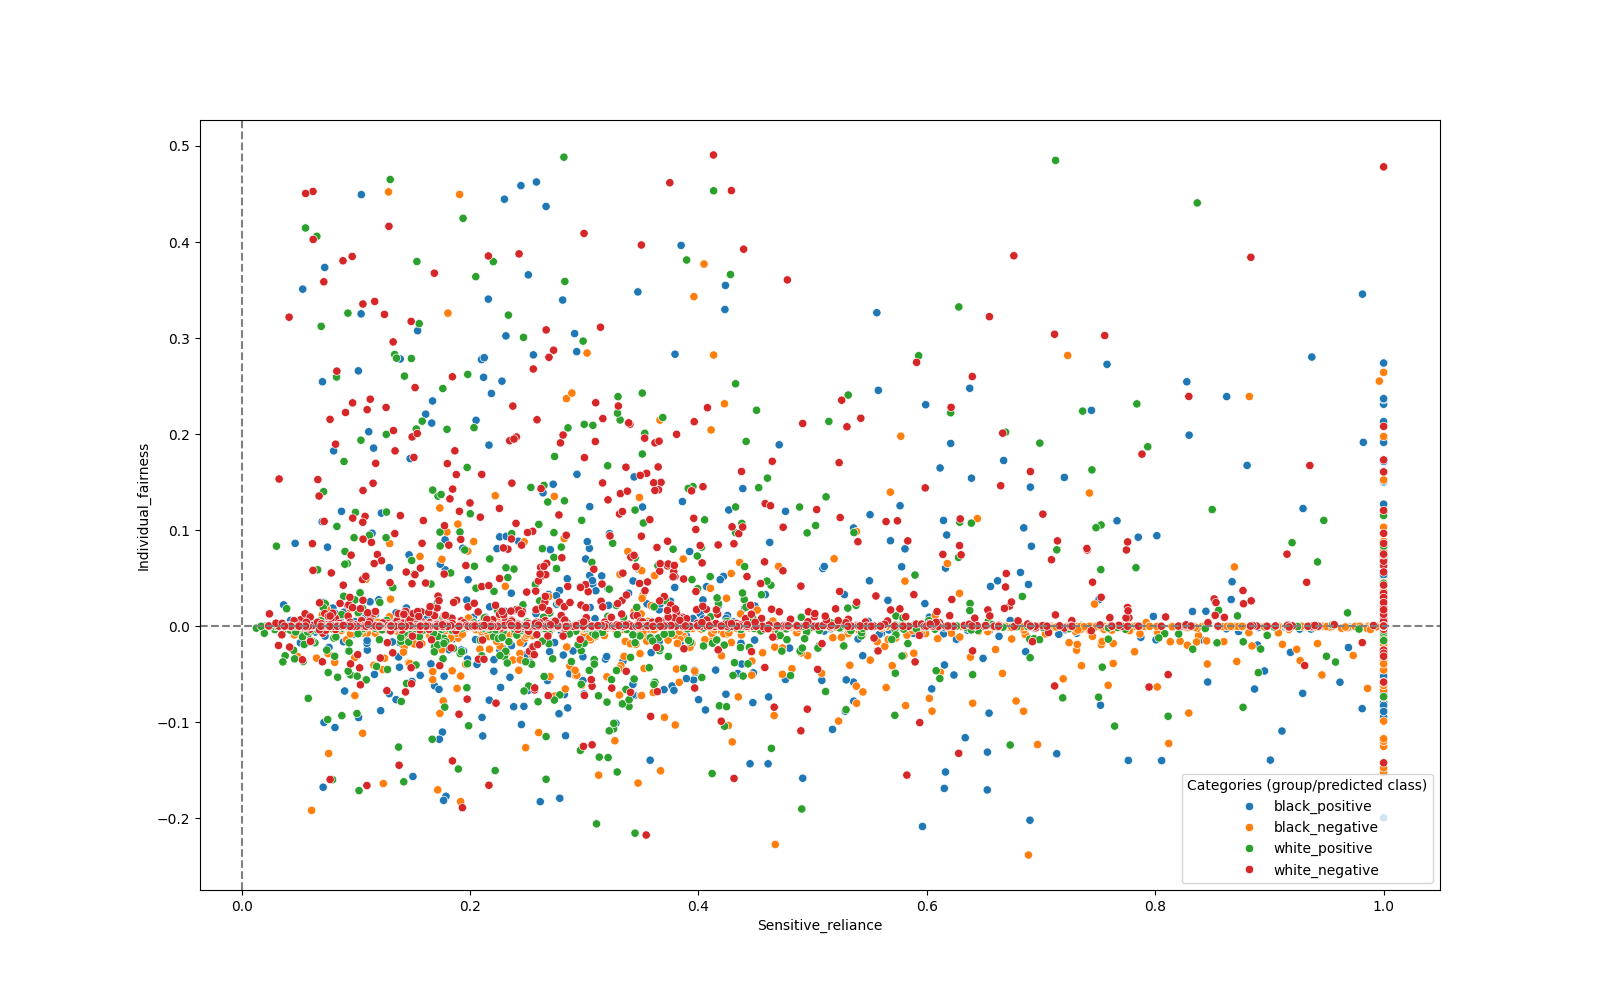 0.5
0.4
0.3
0.2
0.1
0.0
−0.1
−0.2
Individual_fairness
0.0
0.2
0.4
0.6
0.8
1.0
Sensitive_reliance
Categories (group/predicted class)
black_positive
black_negative
white_positive
white_negative